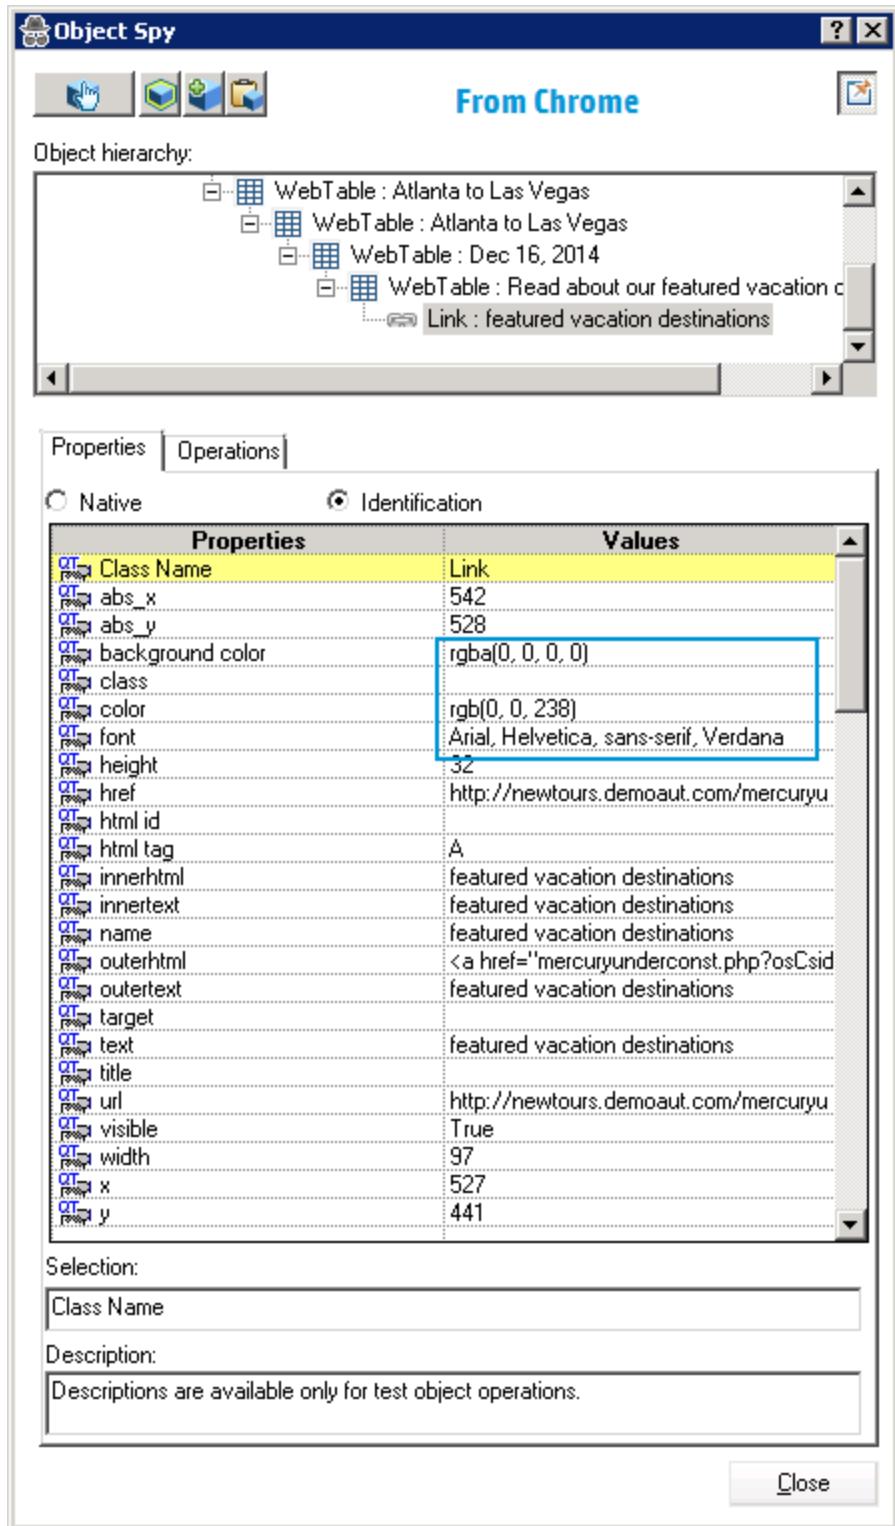 Object Spy
From Chrome
Object hierarchy:
WebTable : Atlanta to Las Vegas
WebTable : Atlanta to Las Vegas
WebTable : Dec 16, 2014
WebTable : Read about our featured vacation d
Link : featured vacation destinations
Properties Operations
Native Identification
Properties Values
Class Name Link
abs_x 542
abs_y 528
background color rgba(0, 0, 0, 0)
class
color rgb(0, 0, 238)
font Arial, Helvetica, sans-serif, Verdana
height 32
href http://newtours.demoaut.com/mercuryu
html id
html tag A
innerhtml featured vacation destinations
innertext featured vacation destinations
name featured vacation destinations
outerhtml <a href="mercuryunderconst.php?osCsid
outertext featured vacation destinations
target
text featured vacation destinations
title
url http://newtours.demoaut.com/mercuryu
visible True
width 97
x 527
y 441
Selection:
Class Name
Description:
Descriptions are available only for test object operations.
Close